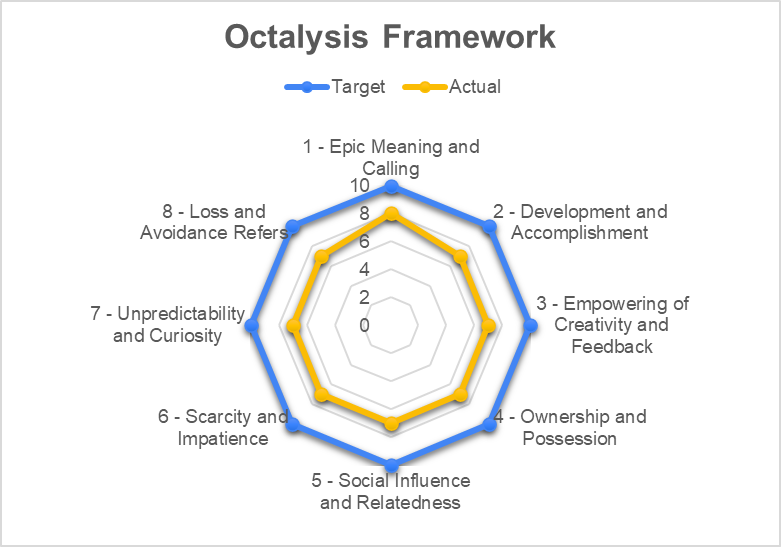 Octalysis Framework
Target
Actual
1 - Epic Meaning and
Calling
10
8
6
4
2
0
2 - Development and
Accomplishment
3 - Empowering of
Creativity and
Feedback
4 - Ownership and
Possession
5 - Social Influence
and Relatedness
6 - Scarcity and
Impatience
7 - Unpredictability
and Curiosity
8 - Loss and
Avoidance Refers